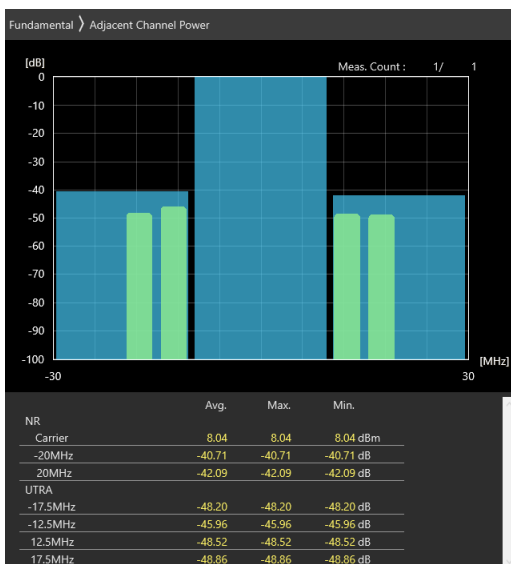 Fundamental 〉 Adjacent Channel Power
[dB]
Meas. Count : 1/ 1
0
-10
-20
-30
-40
-50
-60
-70
-80
-90
-100
[MHz]
-30 30
Avg. Max. Min.
NR
Carrier 8.04 8.04 8.04 dBm
-20MHz -40.71 -40.71 -40.71 dB
20MHz -42.09 -42.09 -42.09 dB
UTRA
-17.5MHz -48.20 -48.20 -48.20 dB
-12.5MHz -45.96 -45.96 -45.96 dB
12.5MHz -48.52 -48.52 -48.52 dB
17.5MHz -48.86 -48.86 -48.86 dB